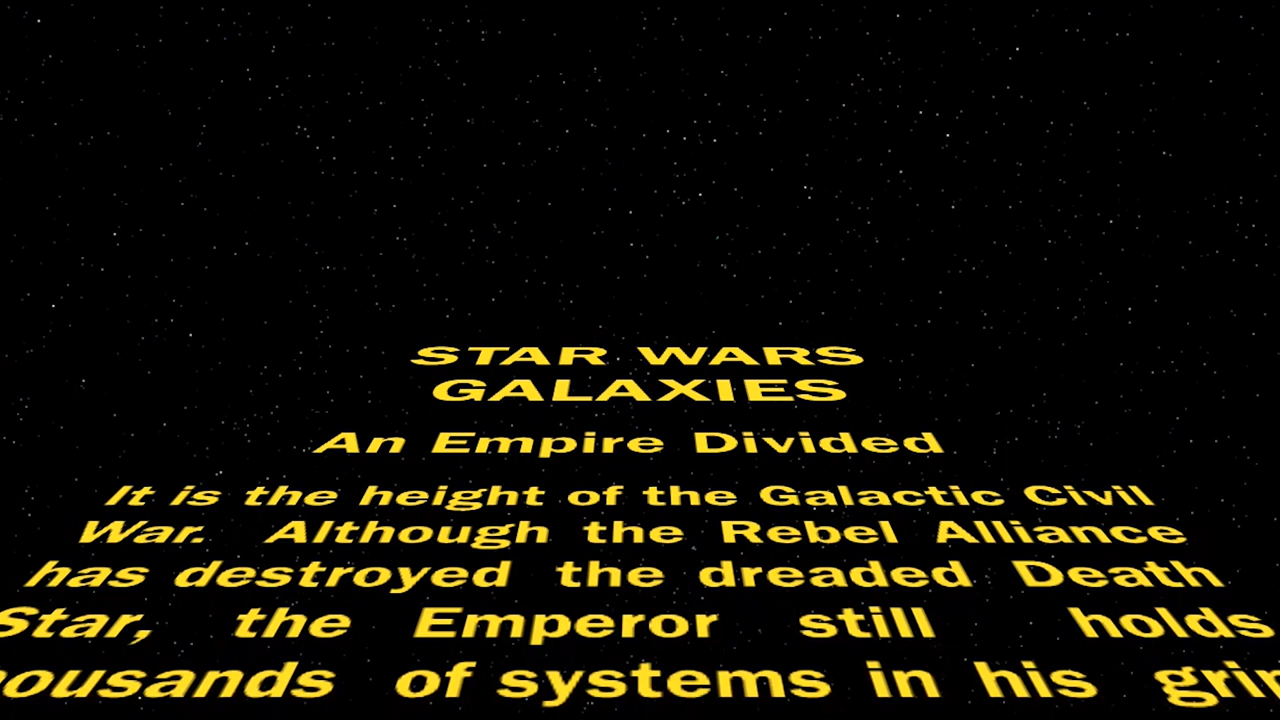 STAR WARS
GALAXIES
An Empire Divided
It is the height of the Galactic Civil
War. Although the Rebel Alliance
has destroyed the dreaded Death
Star, the Emperor still holds
of systems in his